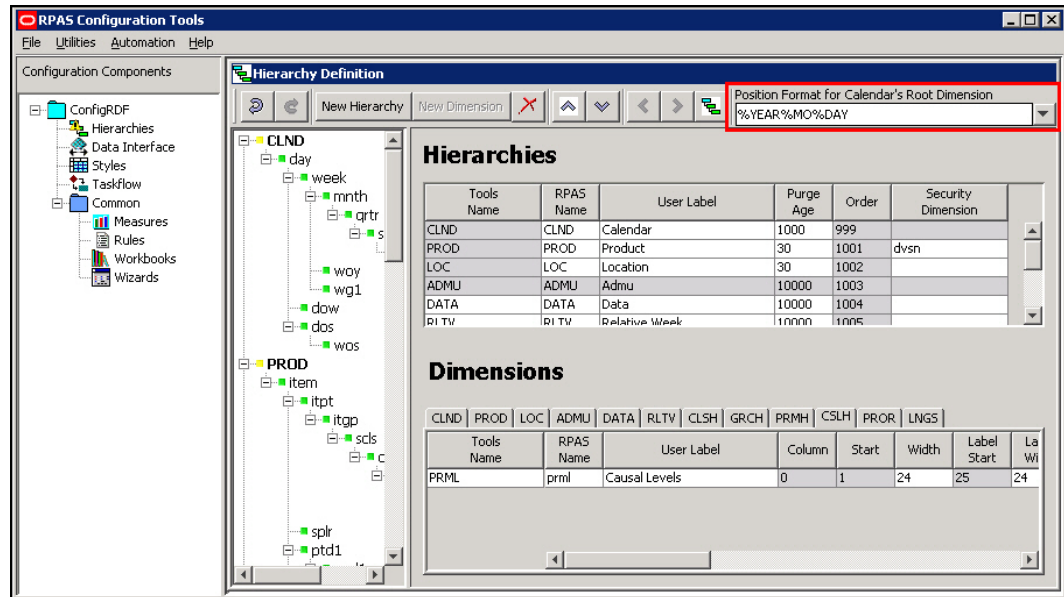 RPAS Configuration Tools
File Utilities Automation Help
Configuration Components
ConfigRDF
Hierarchies
Data Interface
Styles
Taskflow
Common
Measures
Rules
Workbooks
Wizards
Hierarchy Definition
New Hierarchy New Dimension
Position Format for Calendar's Root Dimension
%YEAR%MO%DAY
CLND
day
week
mnth
qrtr
s
woy
wg1
dow
dos
wos
PROD
item
itpt
itgp
scls
c
splr
ptd1
Hierarchies
Tools Name RPAS Name User Label Purge Age Order Security Dimension
CLND CLND Calendar 1000 999
PROD PROD Product 30 1001 dvsn
LOC LOC Location 30 1002
ADMU ADMU Admu 10000 1003
DATA DATA Data 10000 1004
RLTV RLTV Relative Week 10000 1005
Dimensions
CLND PROD LOC ADMU DATA RLTV CLSH GRCH PRMH CSLH PROR LNGS
Tools Name RPAS Name User Label Column Start Width Label Start La Wi
PRML prml Causal Levels 0 1 24 25 24